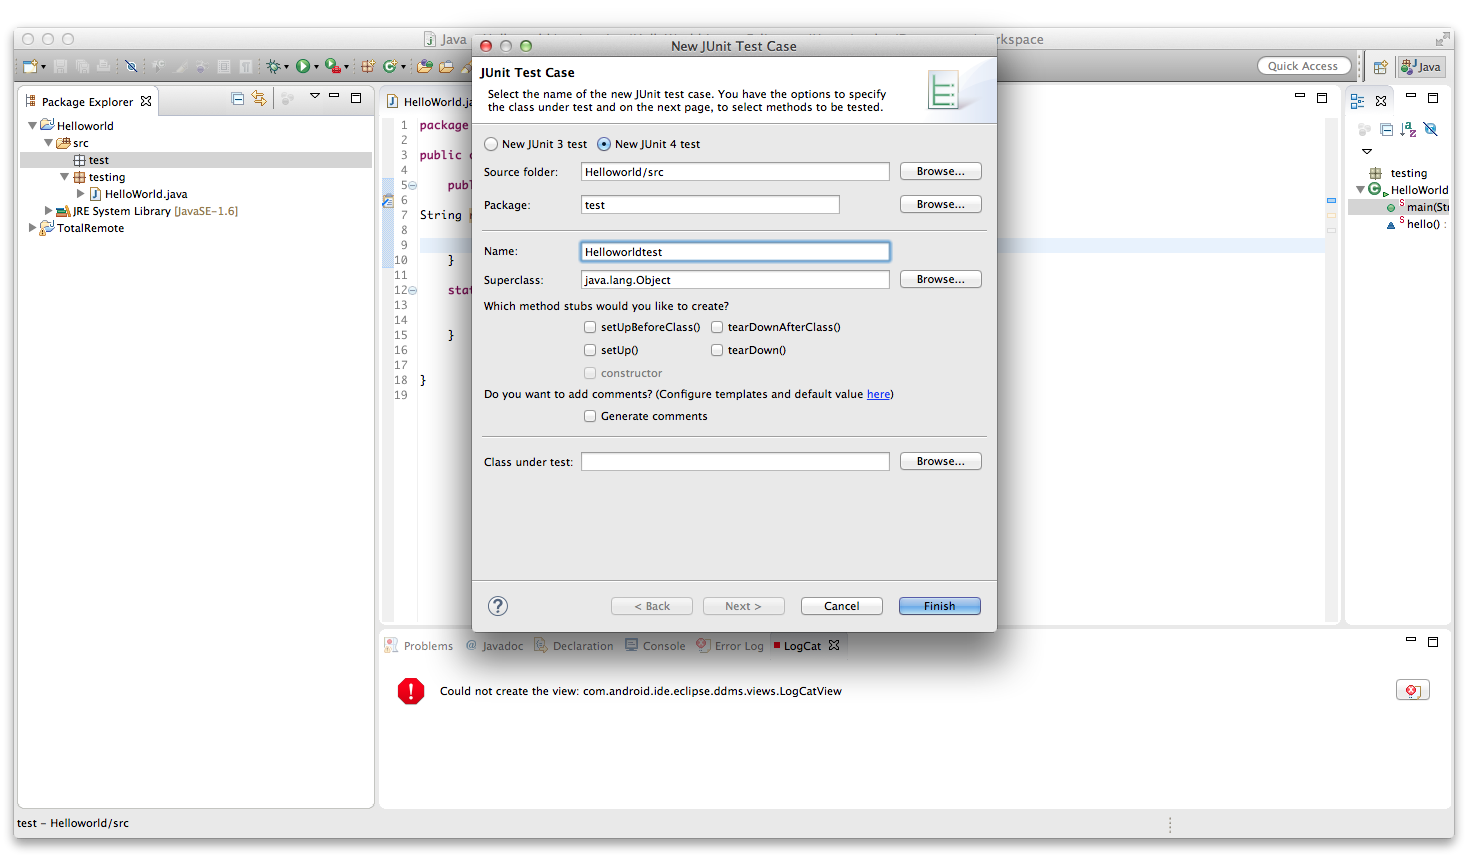 Java
New JUnit Test Case
kspace
Quick Access
Java
JUnit Test Case
Select the name of the new JUnit test case. You have the options to specify
the class under test and on the next page, to select methods to be tested.
Package Explorer
Helloworld
src
test
testing
HelloWorld.java
JRE System Library [JavaSE-1.6]
TotalRemote
HelloWorld.ja
1 package
2
3 public
4
5 pub
6
7 String
8
9
10 }
11
12 stat
13
14
15 }
16
17
18 }
19
New JUnit 3 test
New JUnit 4 test
Source folder: Helloworld/src Browse...
Package: test Browse...
Name: Helloworldtest
Superclass: java.lang.Object Browse...
Which method stubs would you like to create?
setUpBeforeClass() tearDownAfterClass()
setUp() tearDown()
constructor
Do you want to add comments? (Configure templates and default value here)
Generate comments
Class under test: Browse...
? < Back Next > Cancel Finish
testing
HelloWorld
main(Str
hello() :
Problems @ Javadoc Declaration Console Error Log LogCat
Could not create the view: com.android.ide.eclipse.ddms.views.LogCatView
test - Helloworld/src